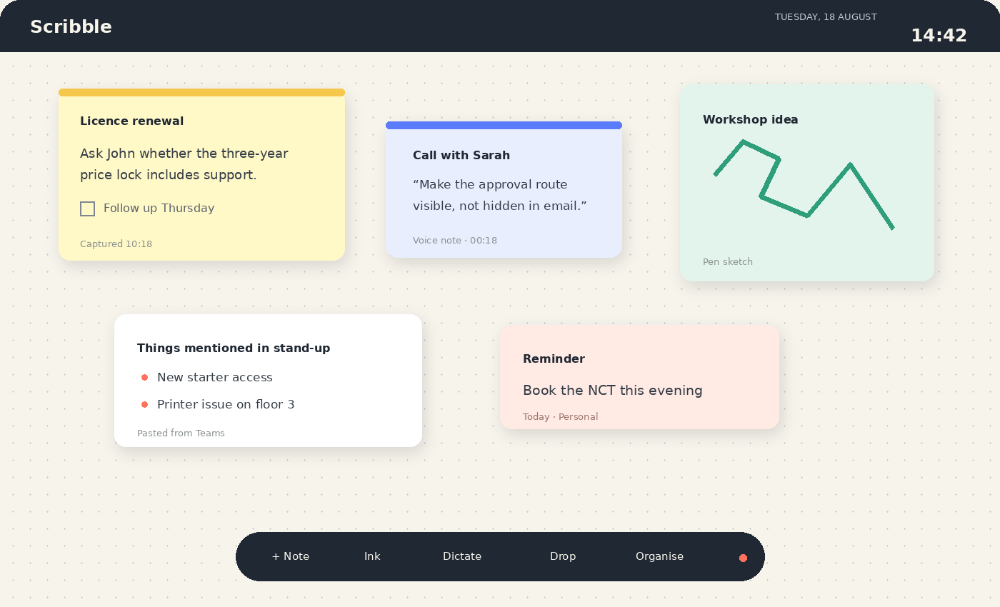 Scribble
TUESDAY, 18 AUGUST
14:42
Licence renewal
Ask John whether the three-year
price lock includes support.
Follow up Thursday
Captured 10:18
Call with Sarah
“Make the approval route
visible, not hidden in email.”
Voice note · 00:18
Workshop idea
Pen sketch
Things mentioned in stand-up
New starter access
Printer issue on floor 3
Pasted from Teams
Reminder
Book the NCT this evening
Today · Personal
+ Note
Ink
Dictate
Drop
Organise